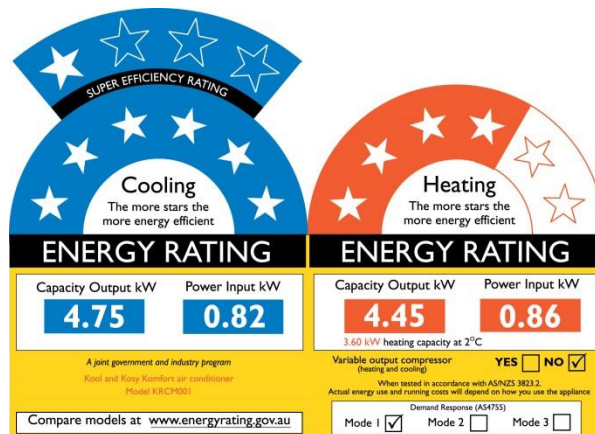 SUPER EFFICIENCY RATING
Cooling
The more stars the
more energy efficient
ENERGY RATING
Capacity Output kW
Power Input kW
4.75
0.82
A joint government and industry program
Kool and Kosy Komfort air conditioner
Model KRCM001
Compare models at www.energyrating.gov.au
Heating
The more stars the
more energy efficient
ENERGY RATING
Capacity Output kW
Power Input kW
4.45
0.86
3.60 kW heating capacity at 2°C
Variable output compressor
(heating and cooling)
YES NO
When tested in accordance with AS/NZS 3823.2.
Actual energy use and running costs will depend on how you use the appliance
Demand Response (AS4755)
Mode 1 Mode 2 Mode 3